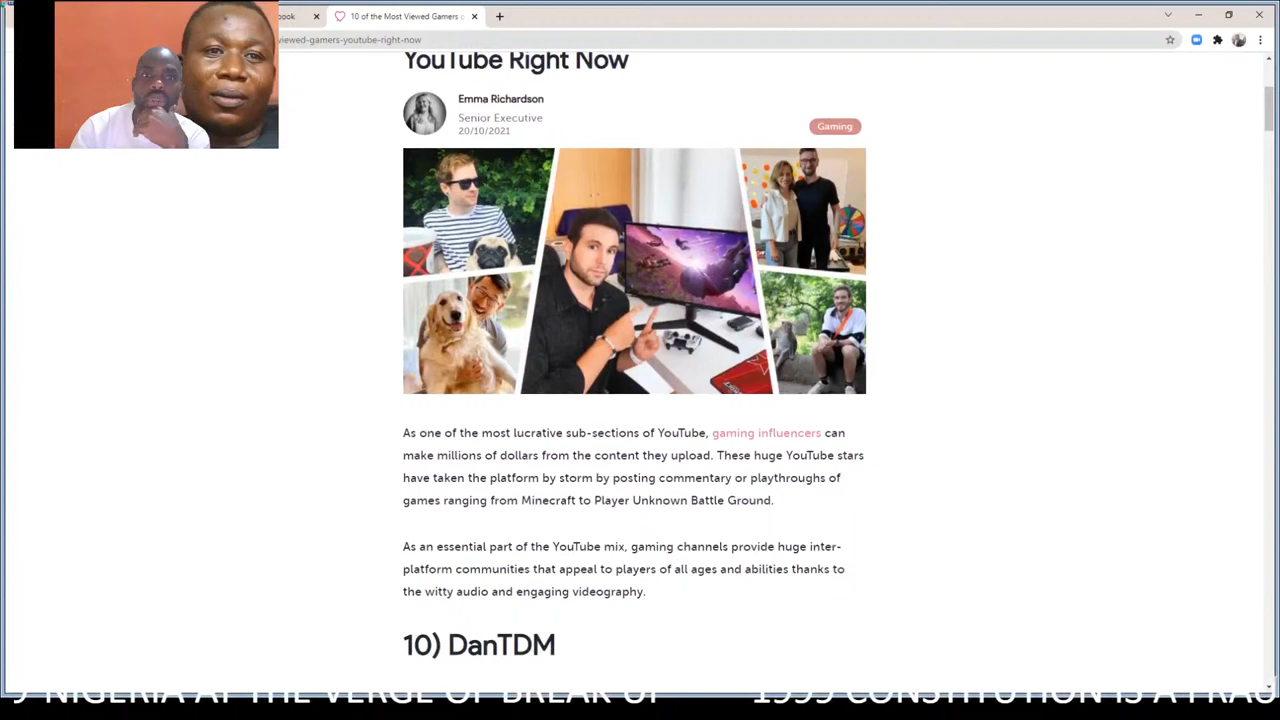 ook
10 of the Most Viewed Gamers o
viewed-gamers-youtube-right-now
YouTube Right Now
Emma Richardson
Senior Executive
20/10/2021
Gaming
As one of the most lucrative sub-sections of YouTube, gaming influencers can
make millions of dollars from the content they upload. These huge YouTube stars
have taken the platform by storm by posting commentary or playthroughs of
games ranging from Minecraft to Player Unknown Battle Ground.
As an essential part of the YouTube mix, gaming channels provide huge inter-
platform communities that appeal to players of all ages and abilities thanks to
the witty audio and engaging videography.
10) DanTDM
9 NIGERIA AT THE VERGE OF BREAK UP 1999 CONSTITUTION IS A FRAU